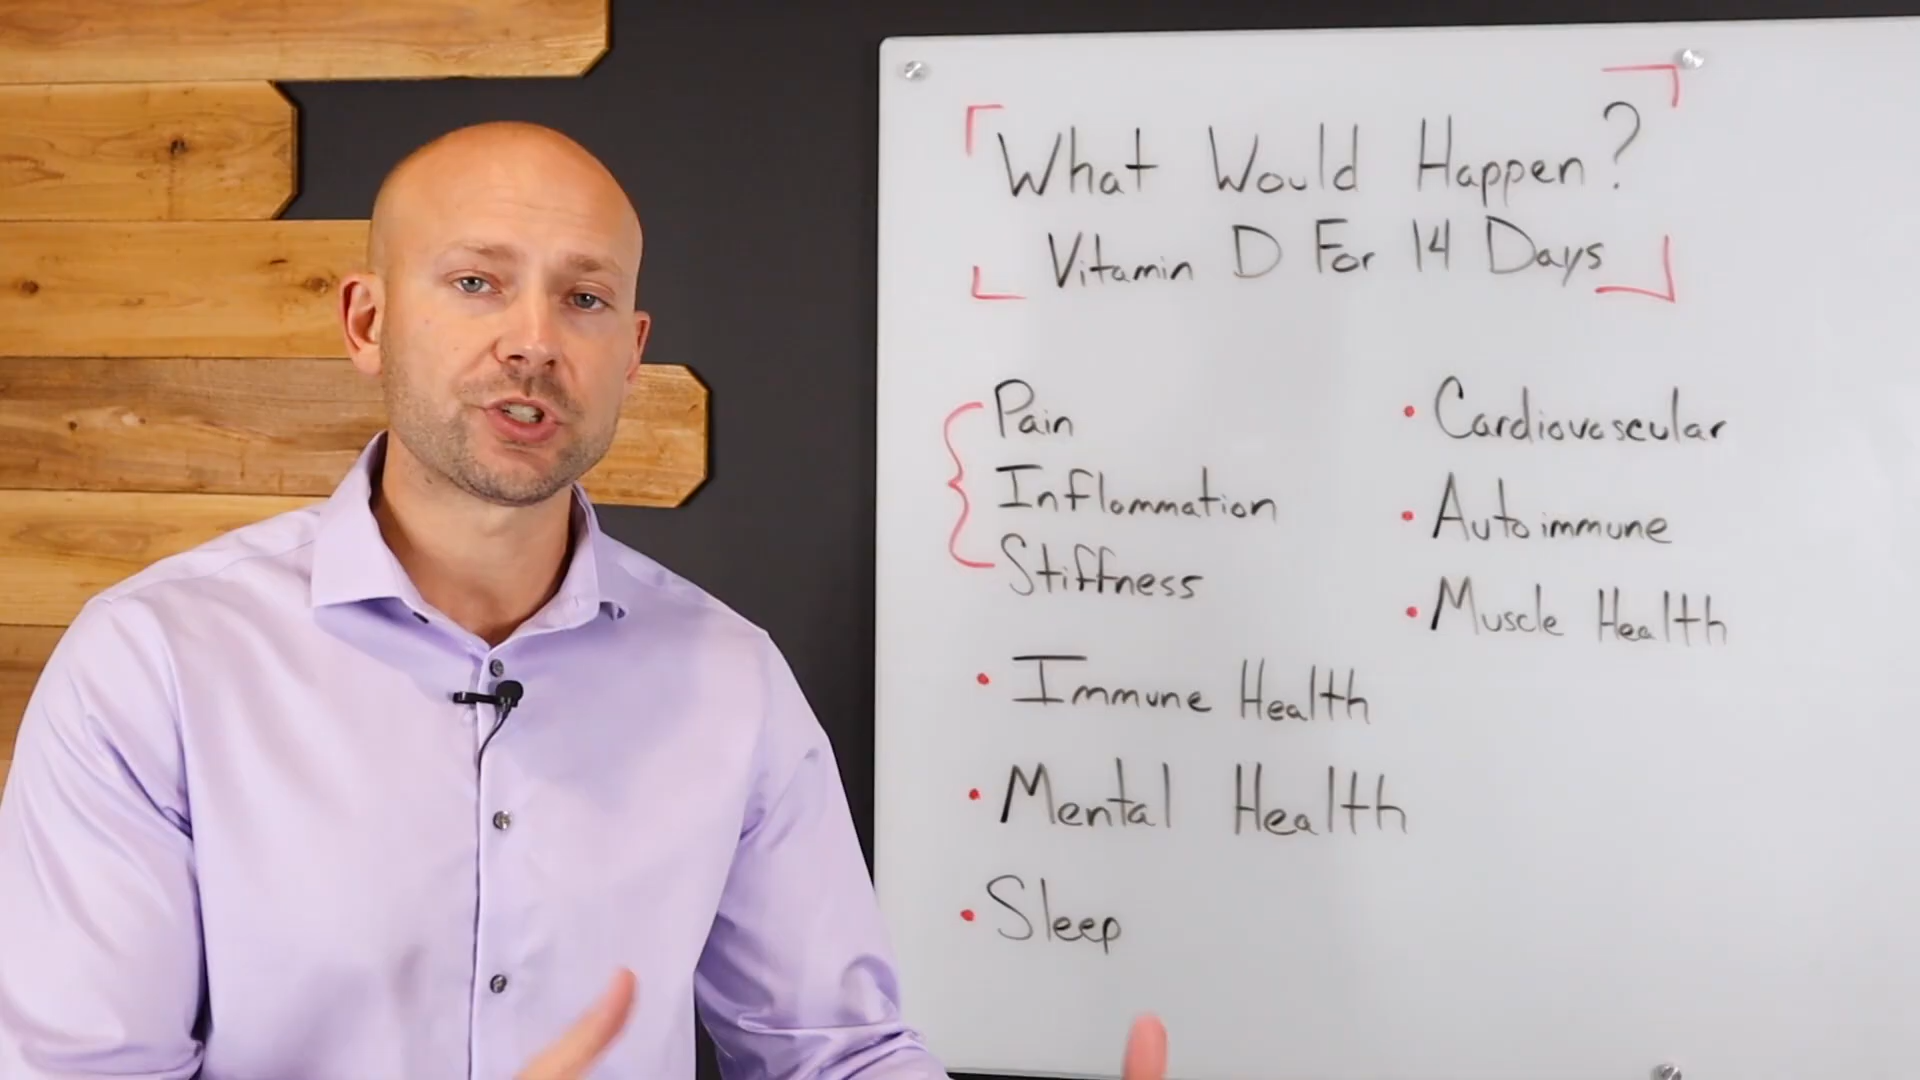 What Would Happen?
Vitamin D For 14 Days
Pain
Inflammation
Stiffness
• Immune Health
• Mental Health
• Sleep
• Cardiovascular
• Autoimmune
• Muscle Health